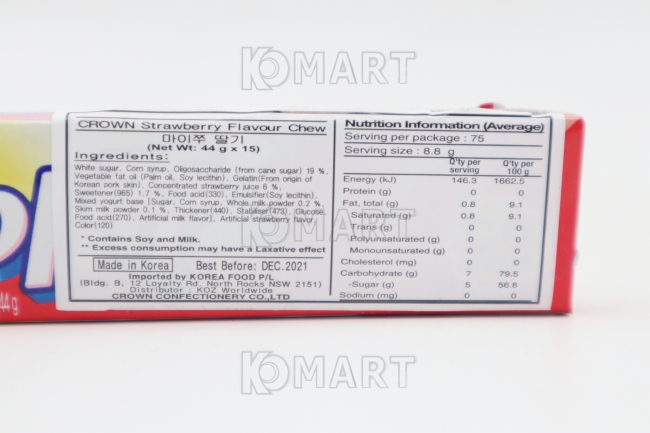 KOMART
CROWN Strawberry Flavour Chew
마이쭈 딸기
(Net Wt: 44 g x 15)
Ingredients:
White sugar, Corn syrup, Oligosaccharide (from cane sugar) 19 %,
Vegetable fat oil (Palm oil, Soy lecithin), Gelatin(From origin of
Korean pork skin), Concentrated strawberry juice 6 %,
Sweetener(965) 1.7 %, Food acid(330), Emulsifier(Soy lecithin),
Mixed yogurt base [Sugar, Corn syrup, Whole milk powder 0.2 %,
Skim milk powder 0.1 %, Thickener(440), Stabiliser(473), Glucose,
Food acid(270), Artificial milk flavor], Artificial strawberry flavor,
Color(120)
* Contains Soy and Milk.
** Excess consumption may have a Laxative effect
Made in Korea Best Before: DEC.2021
Imported by KOREA FOOD P/L
(Bldg. B, 12 Loyalty Rd. North Rocks NSW 2151)
Distributor : KOZ Worldwide
CROWN CONFECTIONERY CO.,LTD
Nutrition Information (Average)
Serving per package : 75
Serving size : 8.8 g
Q'ty per serving Q'ty per 100 g
Energy (kJ) 146.3 1662.5
Protein (g) 0 0
Fat, total (g) 0.8 9.1
Saturated (g) 0.8 9.1
Trans (g) 0 0
Polyunsaturated (g) 0 0
Monounsaturated (g) 0 0
Cholesterol (mg) 0 0
Carbohydrate (g) 7 79.5
-Sugar (g) 5 56.8
Sodium (mg) 0 0
44g
KOMART
KOMART